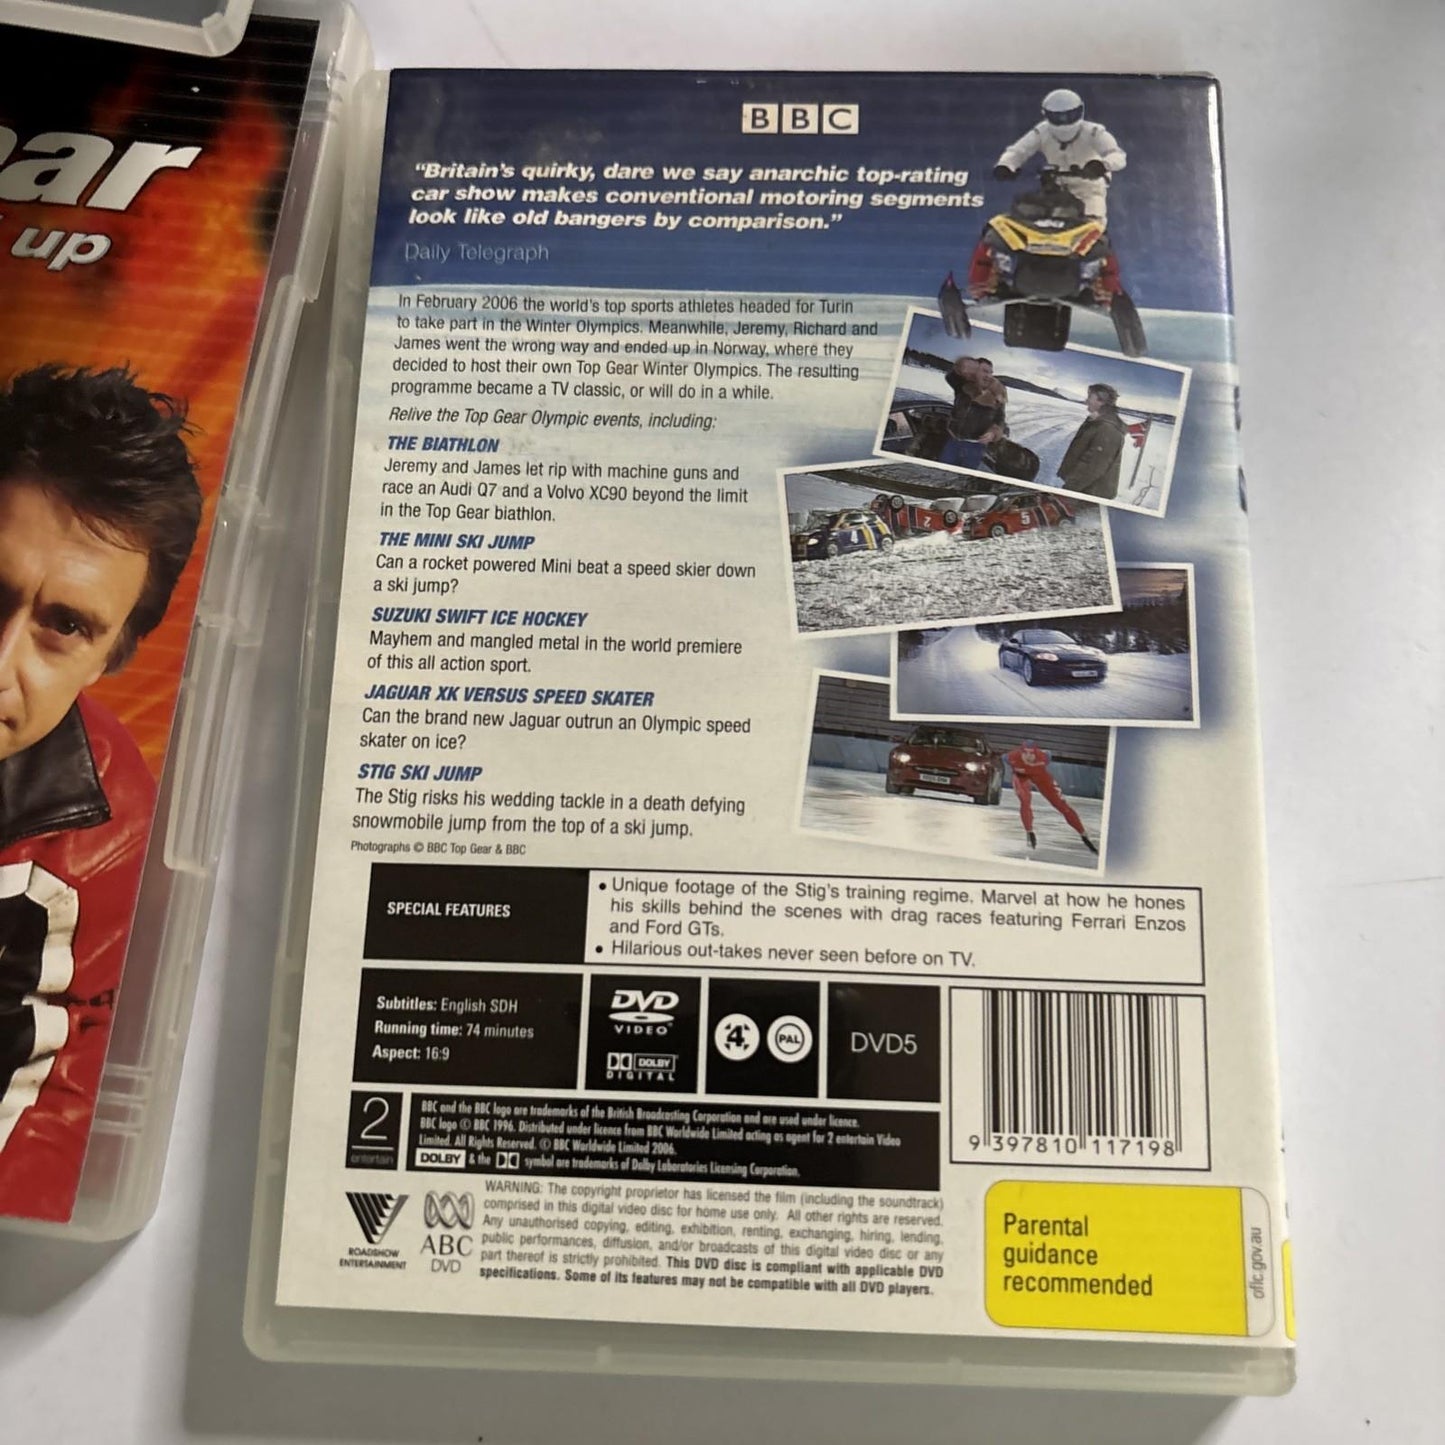 ear
up
BBC
"Britain's quirky, dare we say anarchic top-rating
car show makes conventional motoring segments
look like old bangers by comparison."
Daily Telegraph
In February 2006 the world's top sports athletes headed for Turin
to take part in the Winter Olympics. Meanwhile, Jeremy, Richard and
James went the wrong way and ended up in Norway, where they
decided to host their own Top Gear Winter Olympics. The resulting
programme became a TV classic, or will do in a while.
Relive the Top Gear Olympic events, including:
THE BIATHLON
Jeremy and James let rip with machine guns and
race an Audi Q7 and a Volvo XC90 beyond the limit
in the Top Gear biathlon.
THE MINI SKI JUMP
Can a rocket powered Mini beat a speed skier down
a ski jump?
SUZUKI SWIFT ICE HOCKEY
Mayhem and mangled metal in the world premiere
of this all action sport.
JAGUAR XK VERSUS SPEED SKATER
Can the brand new Jaguar outrun an Olympic speed
skater on ice?
STIG SKI JUMP
The Stig risks his wedding tackle in a death defying
snowmobile jump from the top of a ski jump.
Photographs © BBC Top Gear & BBC
4 2 5
SPECIAL FEATURES
• Unique footage of the Stig's training regime. Marvel at how he hones
his skills behind the scenes with drag races featuring Ferrari Enzos
and Ford GTs.
• Hilarious out-takes never seen before on TV.
Subtitles: English SDH
Running time: 74 minutes
Aspect: 16:9
DVD
VIDEO
DOLBY
DIGITAL
4
PAL
DVD5
9 397810 117198
2
entertain
BBC and the BBC logo are trademarks of the British Broadcasting Corporation and are used under licence.
BBC logo © BBC 1996. Distributed under licence from BBC Worldwide Limited acting as agent for 2 entertain Video
Limited. All Rights Reserved. © BBC Worldwide Limited 2006.
DOLBY & the symbol are trademarks of Dolby Laboratories Licensing Corporation.
ROADSHOW
ENTERTAINMENT
ABC
DVD
WARNING: The copyright proprietor has licensed the film (including the soundtrack)
comprised in this digital video disc for home use only. All other rights are reserved.
Any unauthorised copying, editing, exhibition, renting, exchanging, hiring, lending,
public performances, diffusion, and/or broadcasts of this digital video disc or any
part thereof is strictly prohibited. This DVD disc is compliant with applicable DVD
specifications. Some of its features may not be compatible with all DVD players.
Parental
guidance
recommended
oflc.gov.au